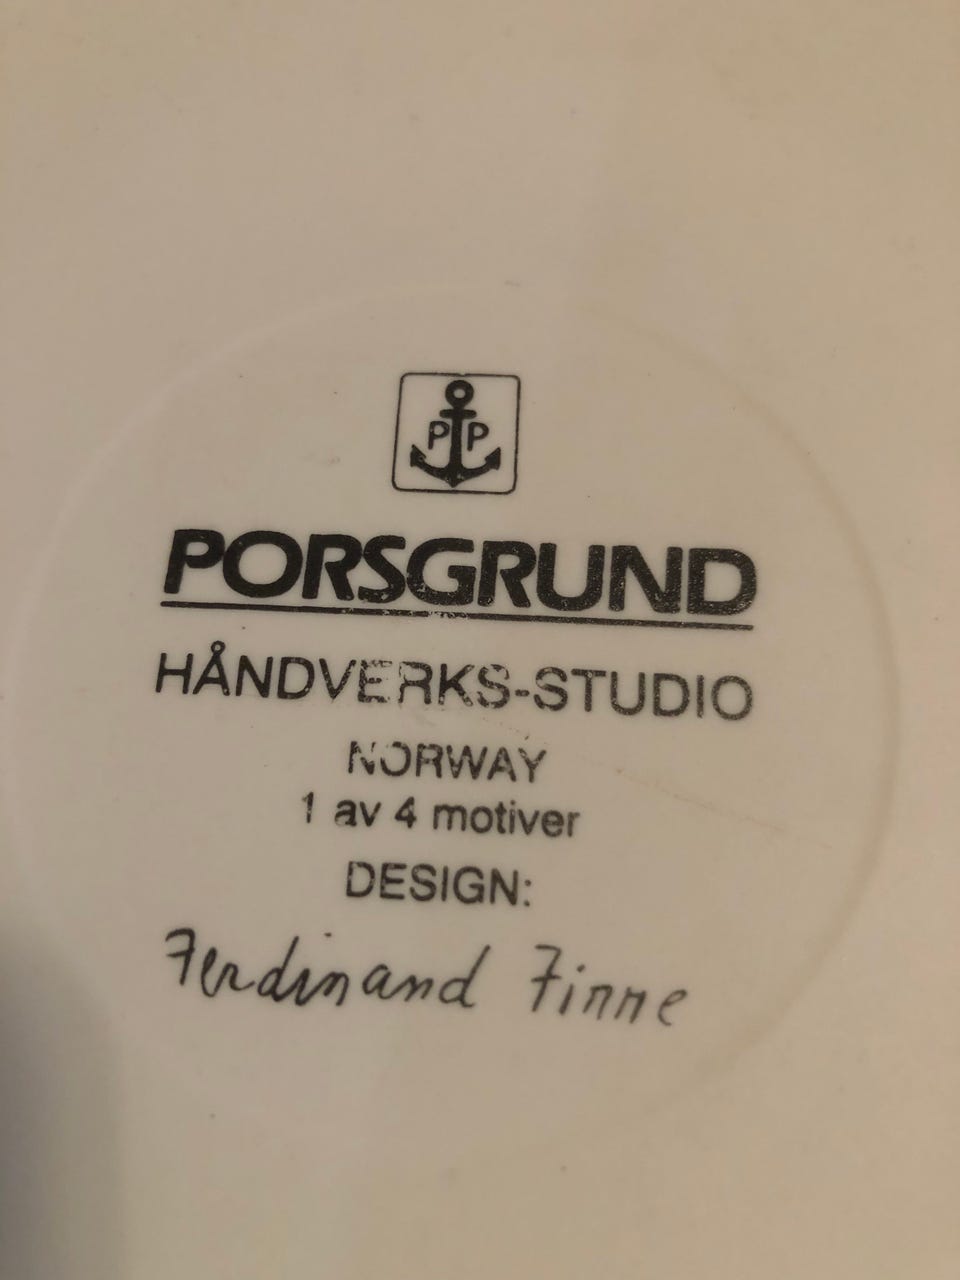 P P
PORSGRUND
HÅNDVERKS-STUDIO
NORWAY
1 av 4 motiver
DESIGN:
Ferdinand Finne